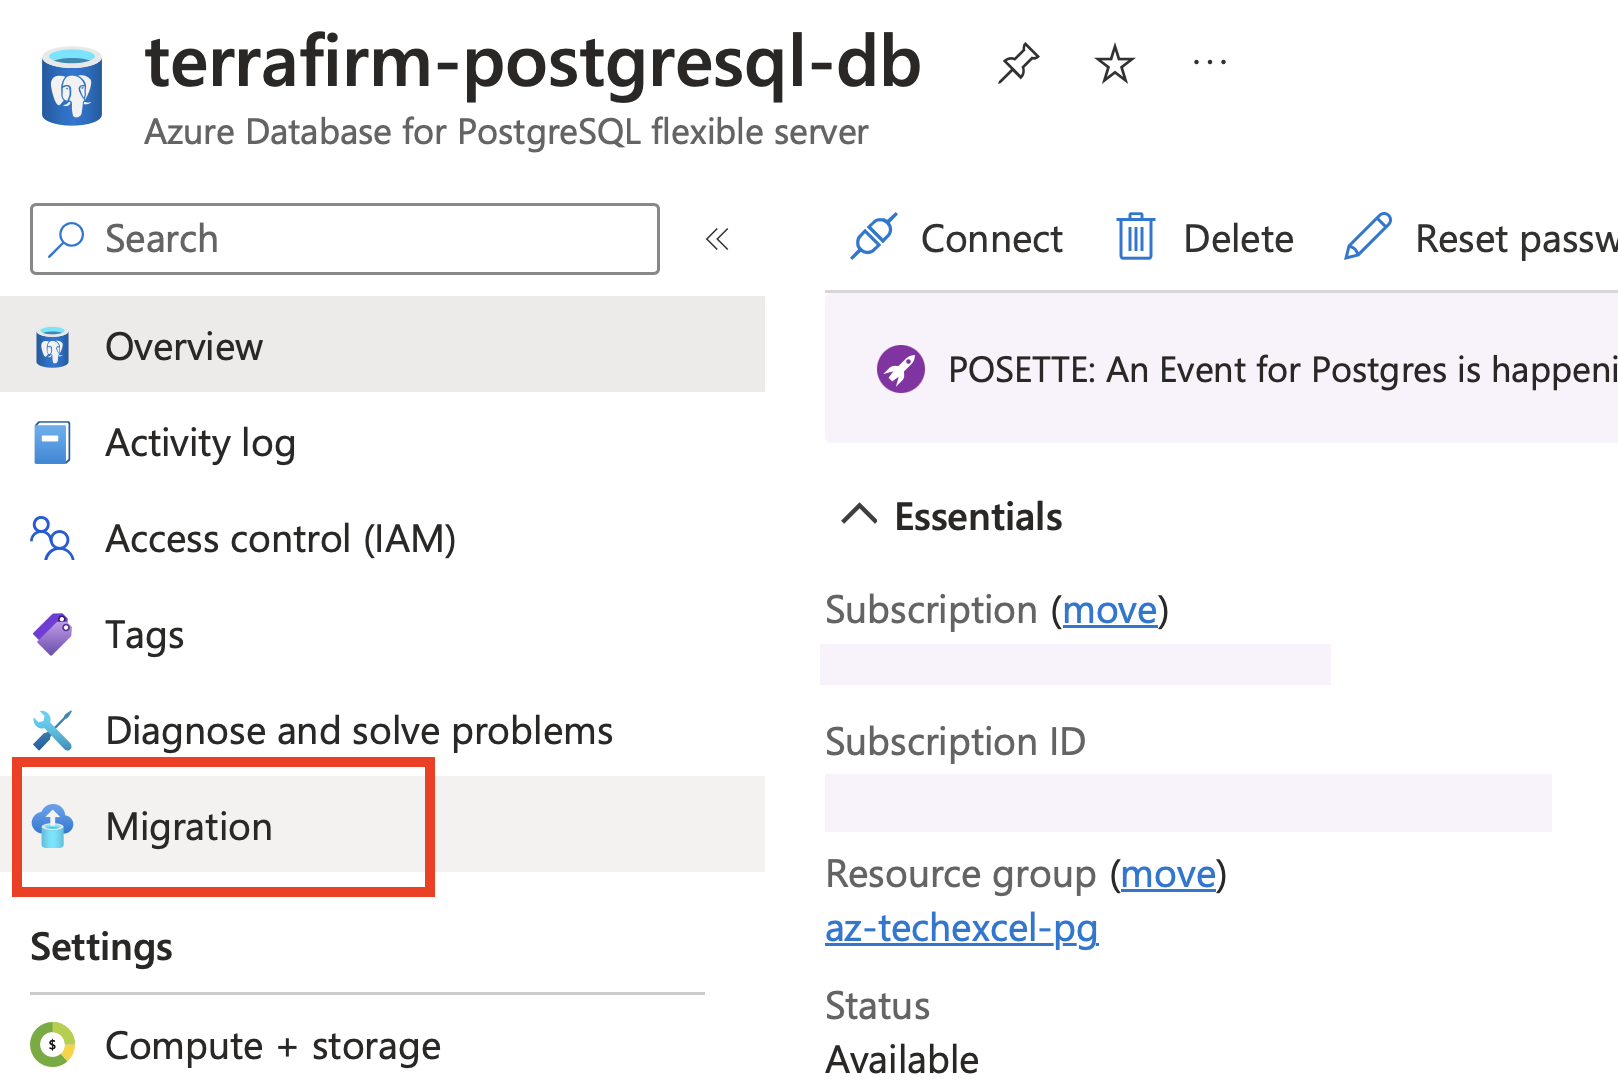 terrafirm-postgresql-db
Azure Database for PostgreSQL flexible server
Search
Connect
Delete
Reset passw
Overview
Activity log
Access control (IAM)
Tags
Diagnose and solve problems
Migration
Settings
Compute + storage
POSETTE: An Event for Postgres is happeni
Essentials
Subscription (move)
Subscription ID
Resource group (move)
az-techexcel-pg
Status
Available